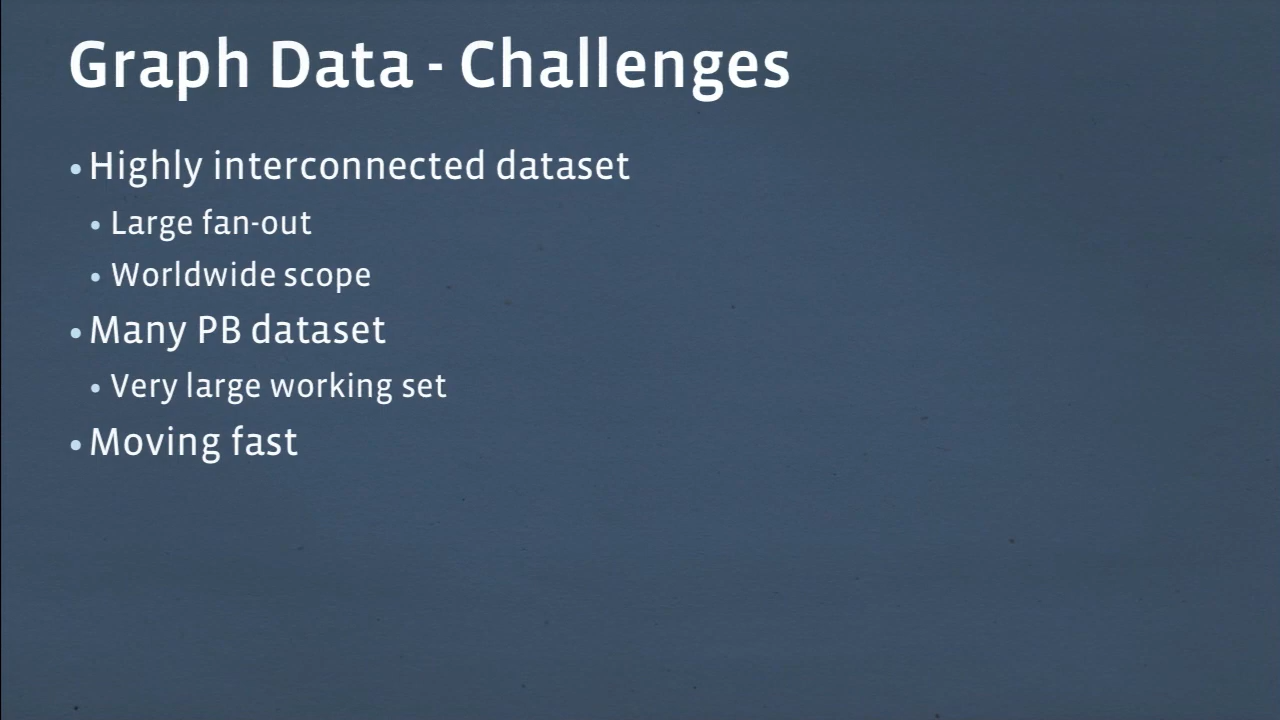 Graph Data - Challenges
• Highly interconnected dataset
• Large fan-out
• Worldwide scope
• Many PB dataset
• Very large working set
• Moving fast